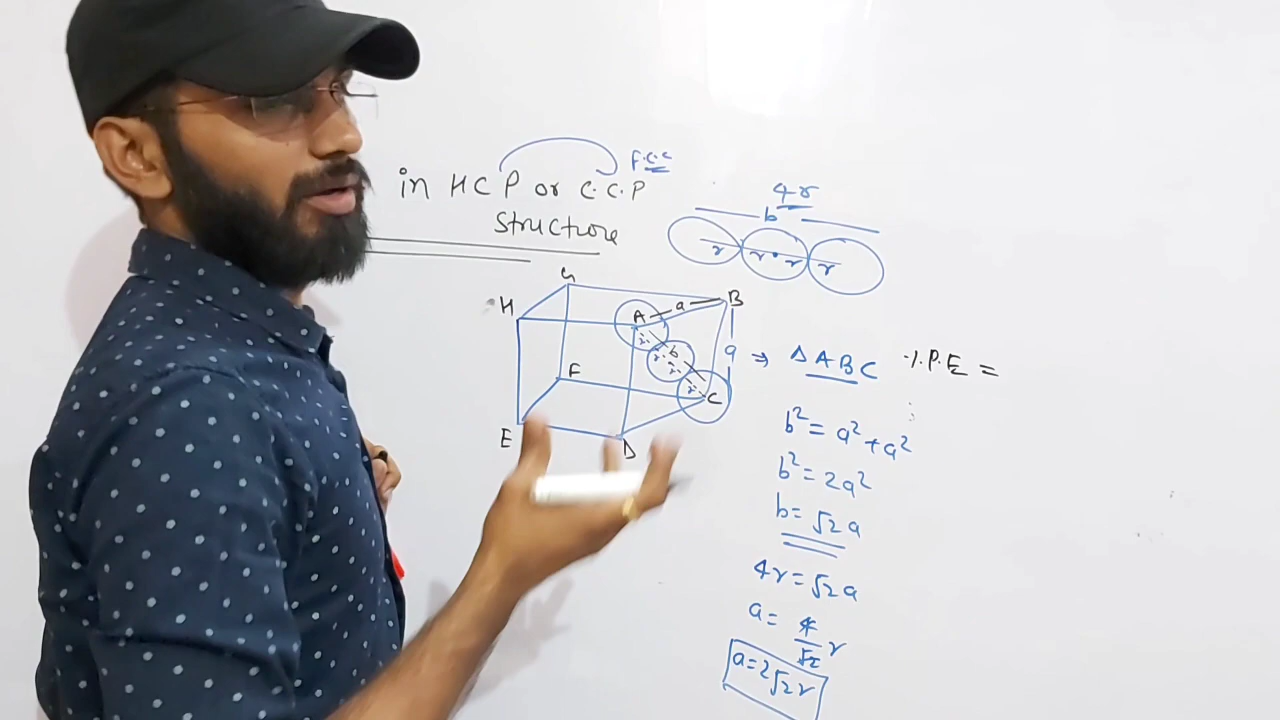 in HCP or C.C.P
F.C.C
Structure
4r
b
r r r r
G
H
A
a
B
r
r
b
r
r
a
F
C
E
D
⇒ ΔABC
b² = a² + a²
b² = 2a²
b = √2 a
4r = √2 a
a = 4/√2 r
a = 2√2 r
·/.P.E =